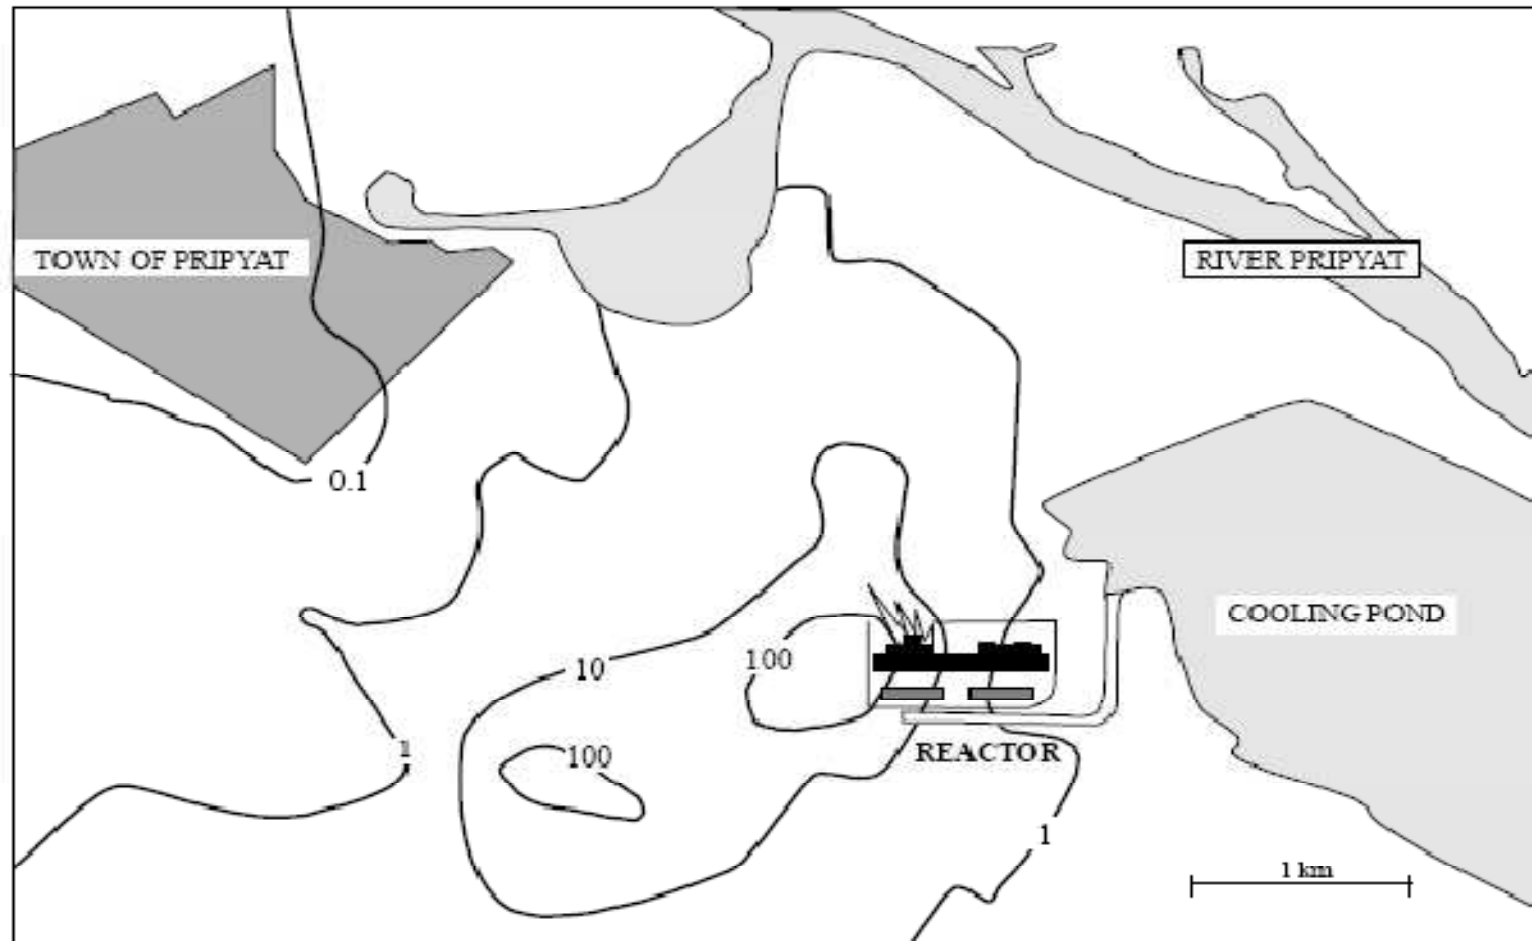 TOWN OF PRIPYAT
RIVER PRIPYAT
0.1
COOLING POND
100
10
1
100
REACTOR
1
1 km